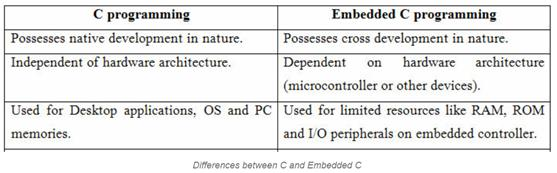 C programming
Embedded C programming
Possesses native development in nature.
Possesses cross development in nature.
Independent of hardware architecture.
Dependent on hardware architecture
(microcontroller or other devices).
Used for Desktop applications, OS and PC
memories.
Used for limited resources like RAM, ROM
and I/O peripherals on embedded controller.
Differences between C and Embedded C